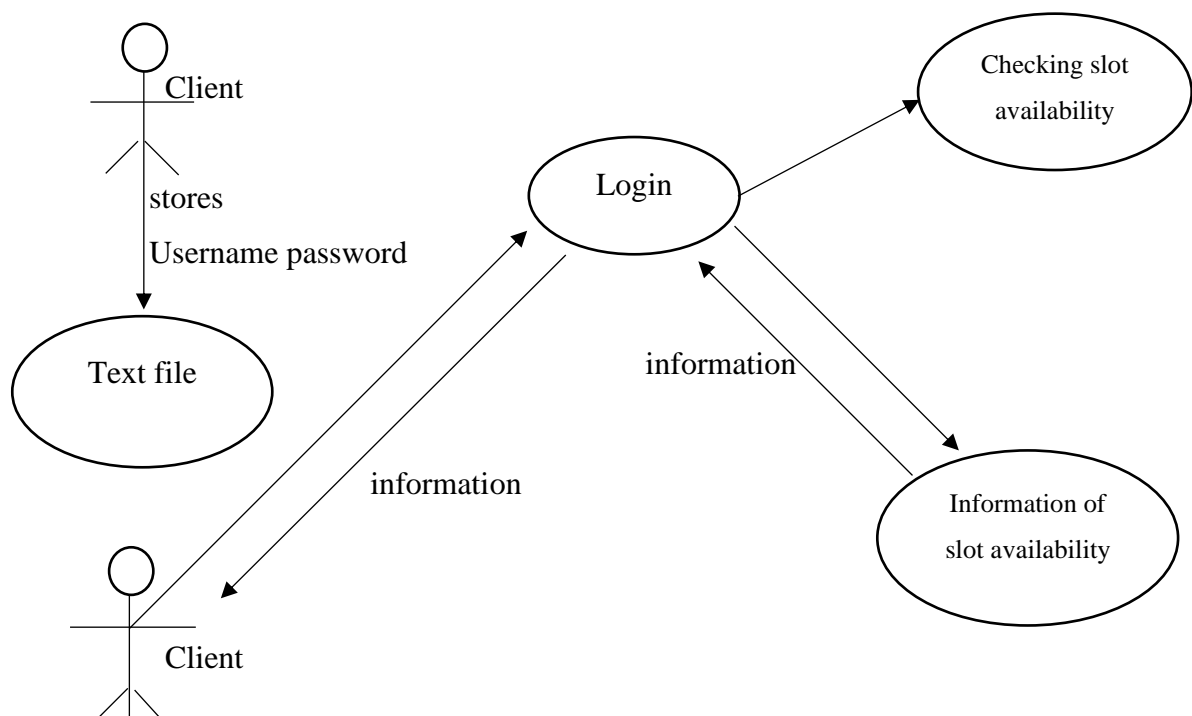 Client
Checking slot
availability
Login
stores
Username password
Text file
information
information
Information of
slot availability
Client